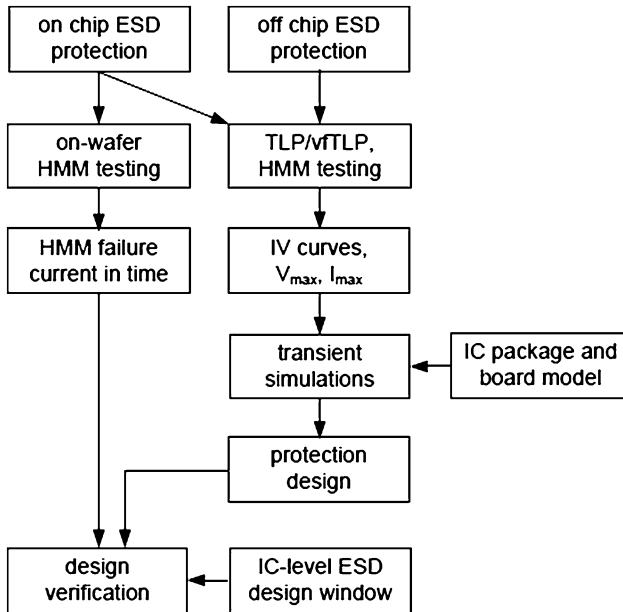 on chip ESD
protection
off chip ESD
protection
on-wafer
HMM testing
TLP/vfTLP,
HMM testing
HMM failure
current in time
IV curves,
Vmax, Imax
transient
simulations
IC package and
board model
protection
design
design
verification
IC-level ESD
design window